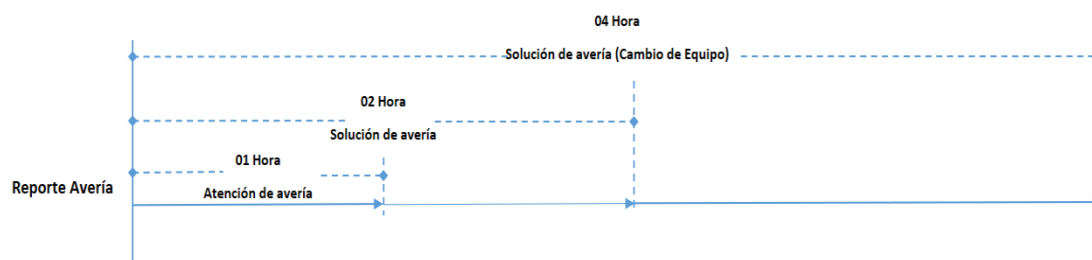 04 Hora
Solución de avería (Cambio de Equipo)
02 Hora
Solución de avería
01 Hora
Atención de avería
Reporte Avería